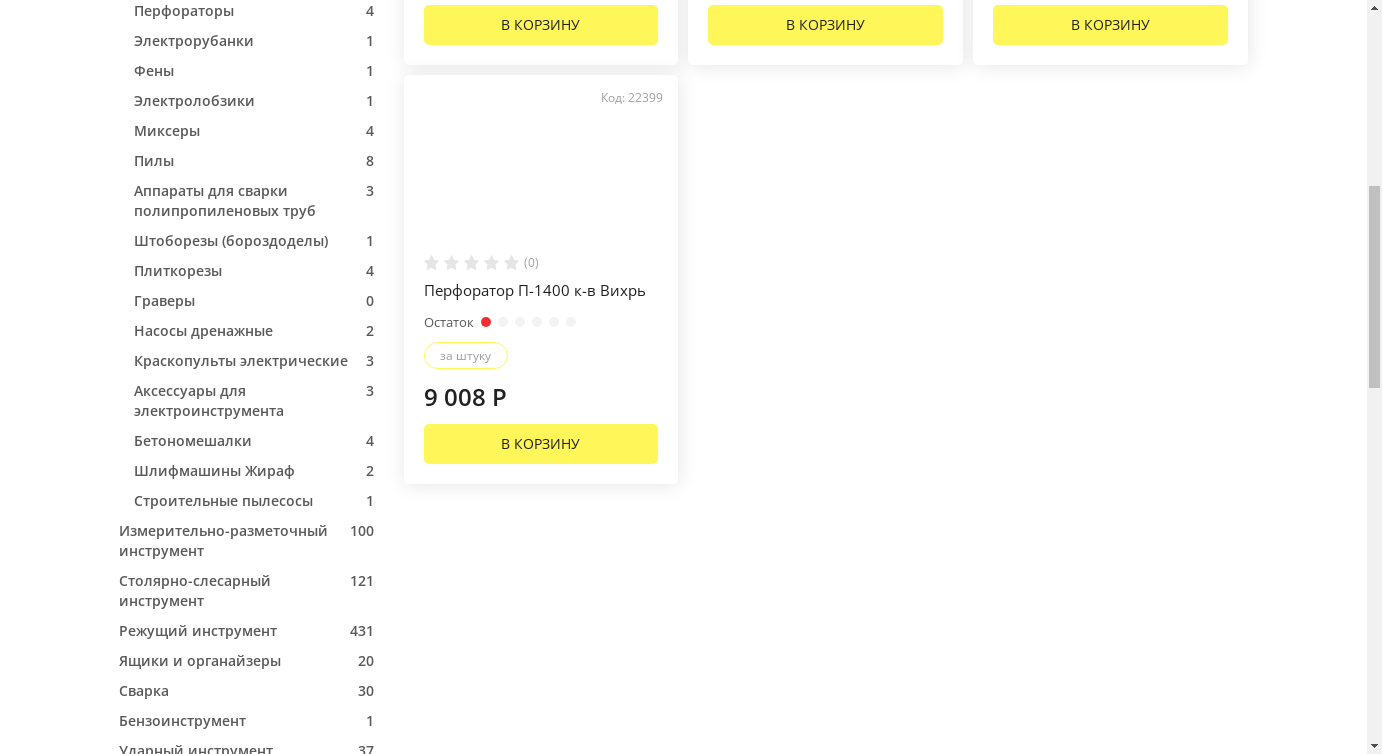 Перфораторы 4
Электрорубанки 1
Фены 1
Электролобзики 1
Миксеры 4
Пилы 8
Аппараты для сварки 3
полипропиленовых труб
Штоборезы (бороздоделы) 1
Плиткорезы 4
Граверы 0
Насосы дренажные 2
Краскопульты электрические 3
Аксессуары для 3
электроинструмента
Бетономешалки 4
Шлифмашины Жираф 2
Строительные пылесосы 1
Измерительно-разметочный 100
инструмент
Столярно-слесарный 121
инструмент
Режущий инструмент 431
Ящики и органайзеры 20
Сварка 30
Бензоинструмент 1
Ударный инструмент 37
В КОРЗИНУ
В КОРЗИНУ
В КОРЗИНУ
Код: 22399
(0)
Перфоратор П-1400 к-в Вихрь
Остаток
за штуку
9 008 Р
В КОРЗИНУ